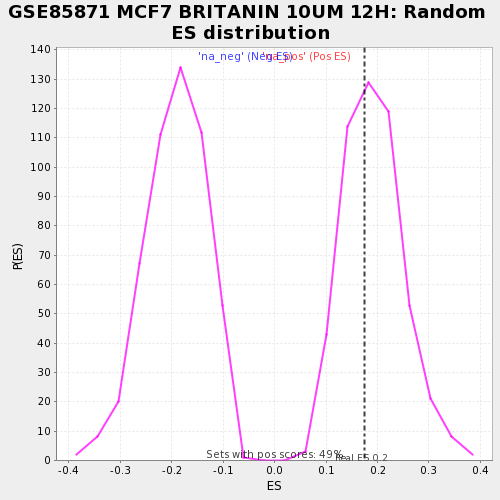 GSE85871 MCF7 BRITANIN 10UM 12H: Random
ES distribution
'na_neg' (Neg ES)
'na_pos' (Pos ES)
140
130
120
110
100
90
80
70
60
50
40
30
20
10
0
P(ES)
Sets with pos scores: 49%
Real ES 0.2
-0.4 -0.3 -0.2 -0.1 0.0 0.1 0.2 0.3 0.4
ES